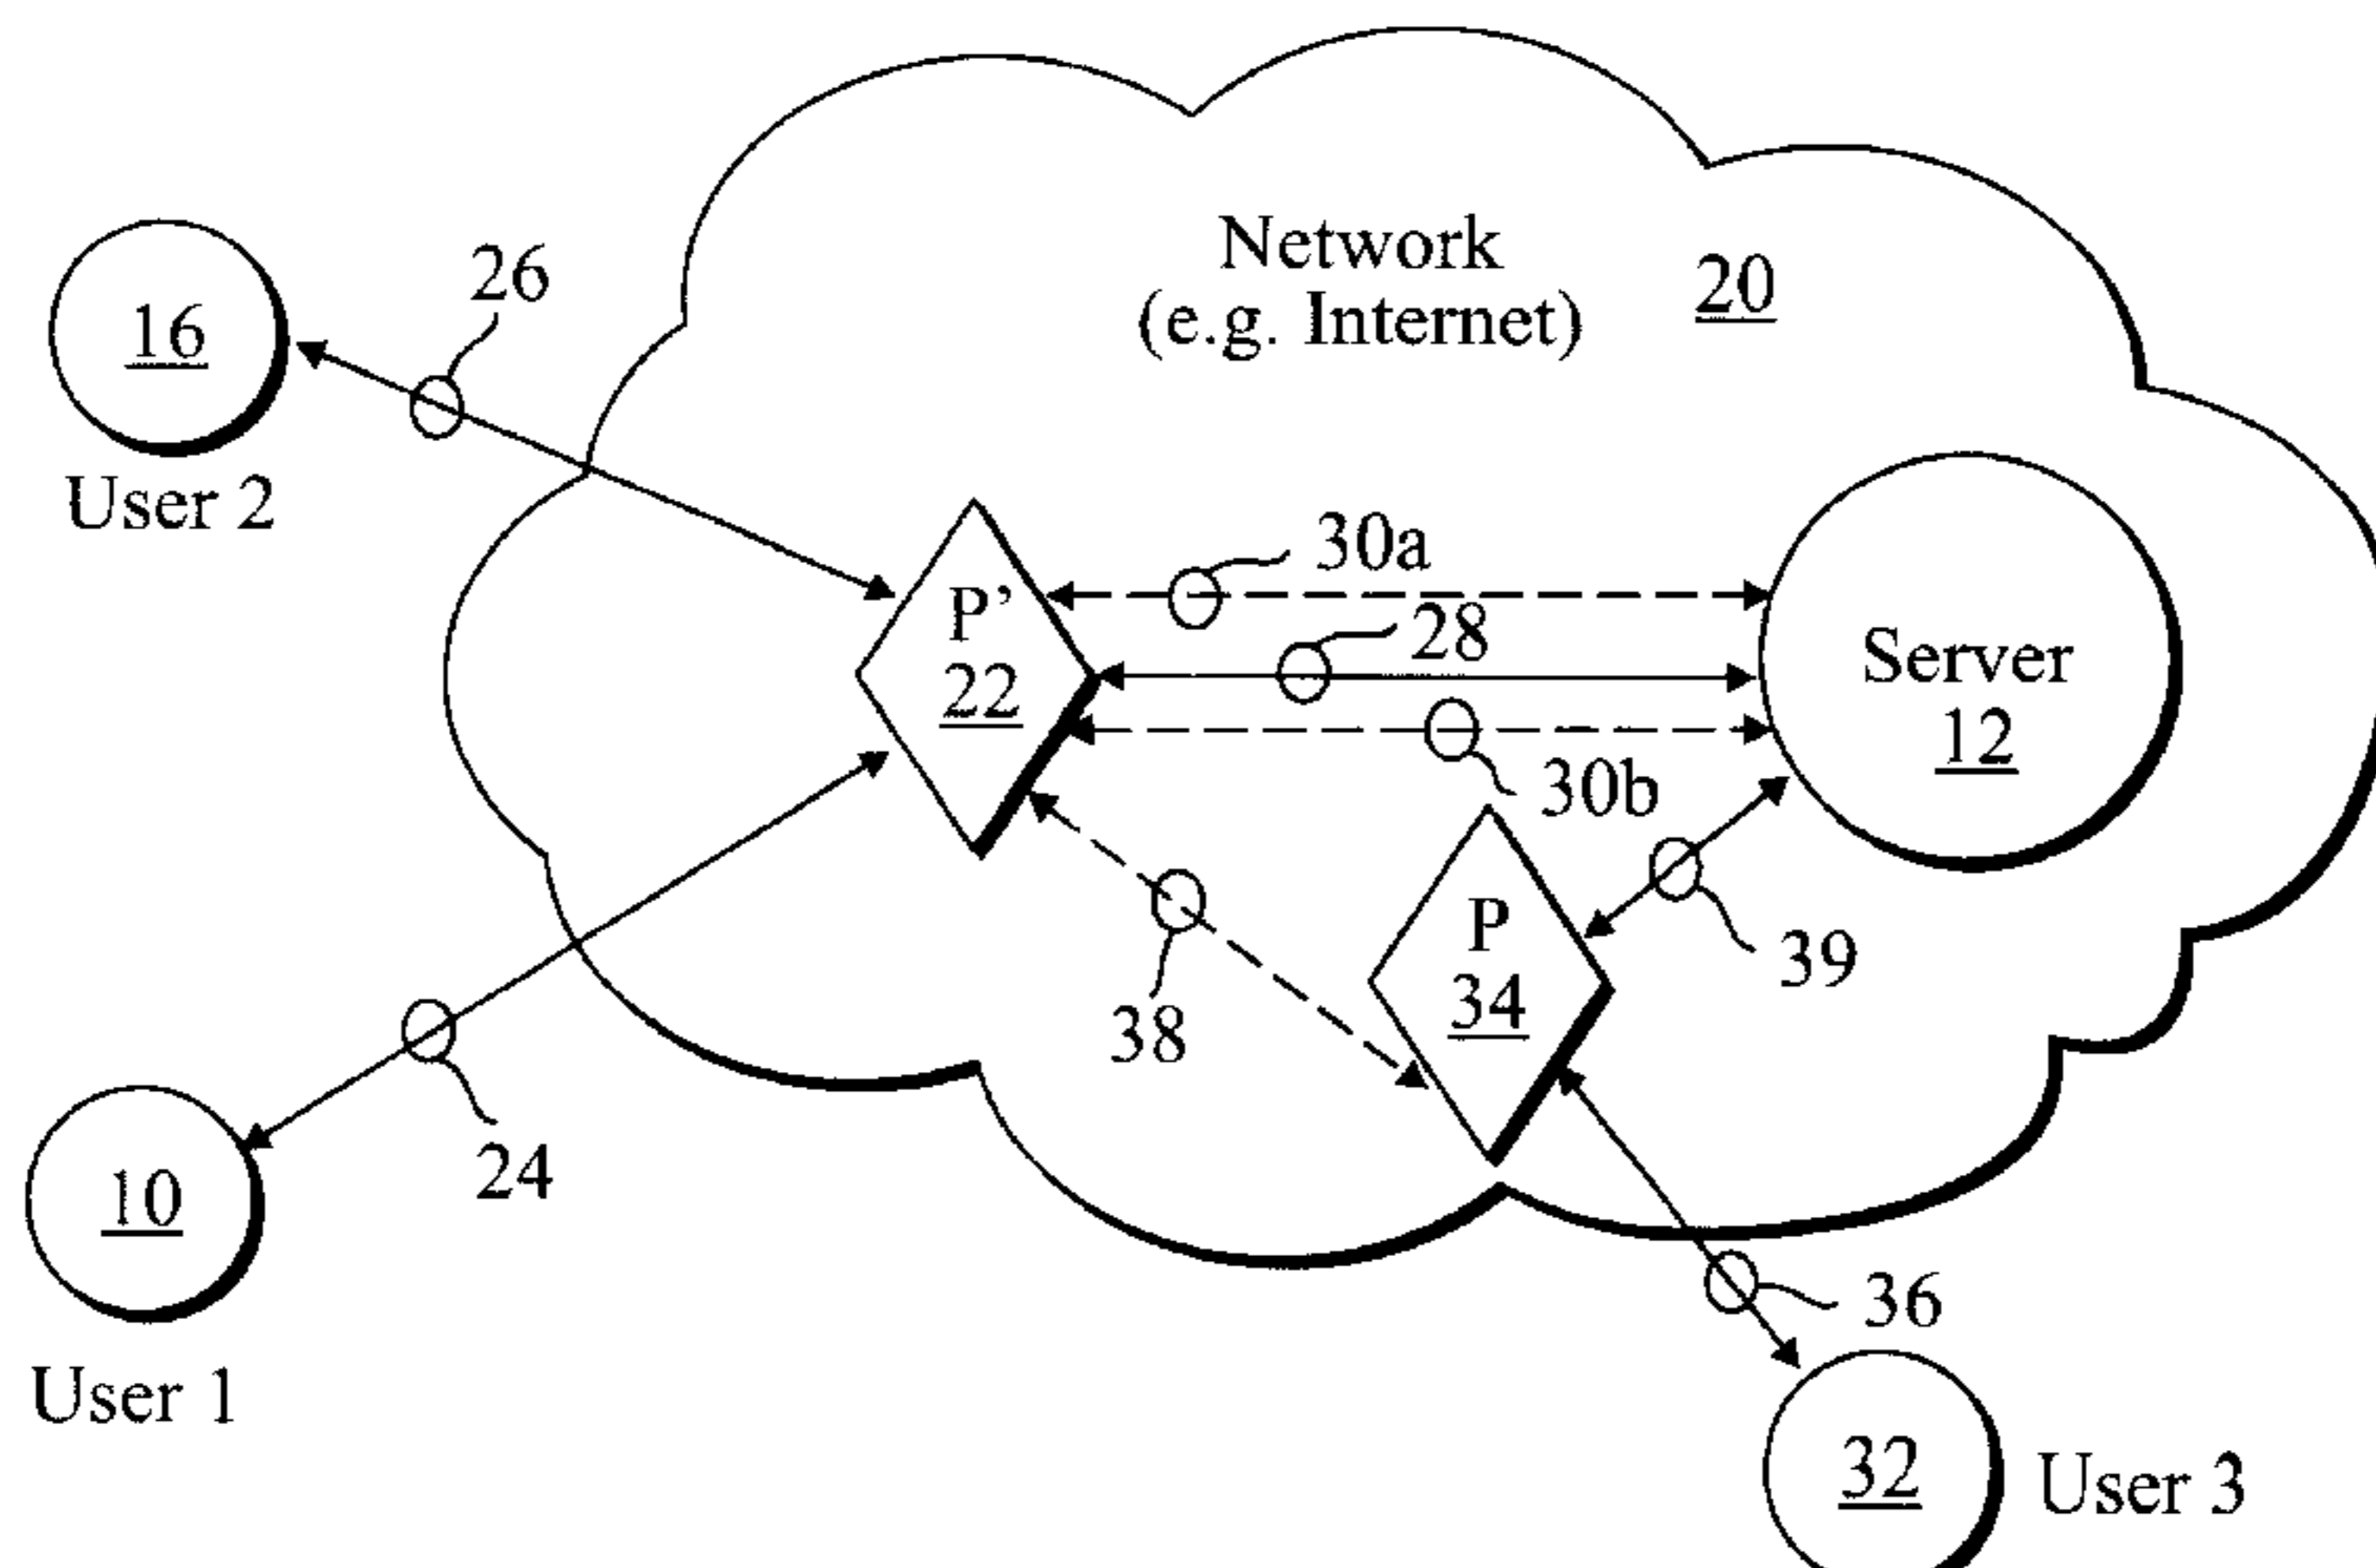 Network
(e.g. Internet)
20
26
16
User 2
30a
28
P’
22
Server
12
30b
P
34
39
38
24
10
User 1
36
32
User 3